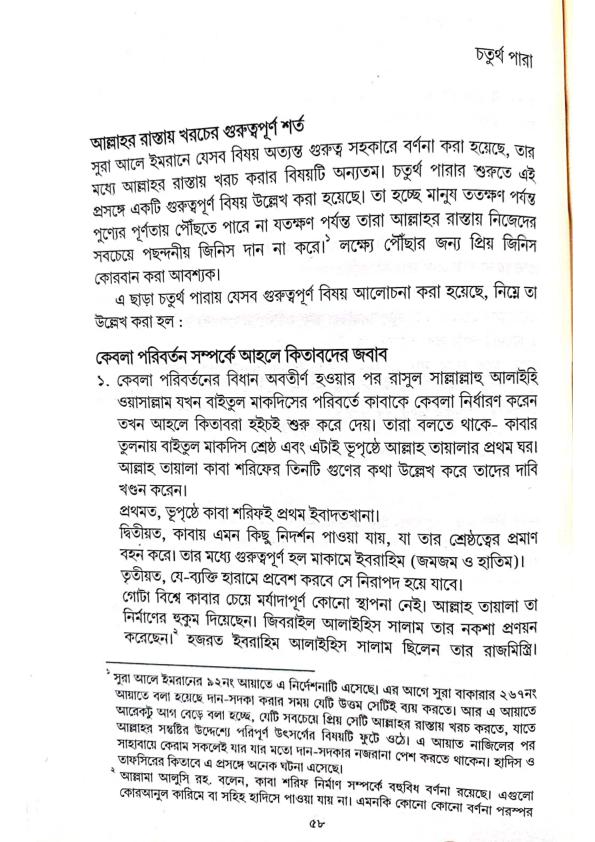 চতুর্থ পারা
আল্লাহর রাস্তায় খরচের গুরুত্বপূর্ণ শর্ত
সুরা আলে ইমরানে যেসব বিষয় অত্যন্ত গুরুত্ব সহকারে বর্ণনা করা হয়েছে, তার
মধ্যে আল্লাহর রাস্তায় খরচ করার বিষয়টি অন্যতম। চতুর্থ পারার শুরুতে এই
প্রসঙ্গে একটি গুরুত্বপূর্ণ বিষয় উল্লেখ করা হয়েছে। তা হচ্ছে মানুষ ততক্ষণ পর্যন্ত
পুণ্যের পূর্ণতায় পৌঁছতে পারে না যতক্ষণ পর্যন্ত তারা আল্লাহর রাস্তায় নিজেদের
সবচেয়ে পছন্দনীয় জিনিস দান না করে।১ লক্ষ্যে পৌঁছার জন্য প্রিয় জিনিস
কোরবান করা আবশ্যক।
এ ছাড়া চতুর্থ পারায় যেসব গুরুত্বপূর্ণ বিষয় আলোচনা করা হয়েছে, নিম্নে তা
উল্লেখ করা হল :
কেবলা পরিবর্তন সম্পর্কে আহলে কিতাবদের জবাব
১. কেবলা পরিবর্তনের বিধান অবতীর্ণ হওয়ার পর রাসুল সাল্লাল্লাহু আলাইহি
ওয়াসাল্লাম যখন বাইতুল মাকদিসের পরিবর্তে কাবাকে কেবলা নির্ধারণ করেন
তখন আহলে কিতাবরা হইচই শুরু করে দেয়। তারা বলতে থাকে– কাবার
তুলনায় বাইতুল মাকদিস শ্রেষ্ঠ এবং এটাই ভূপৃষ্ঠে আল্লাহ তায়ালার প্রথম ঘর।
আল্লাহ তায়ালা কাবা শরিফের তিনটি গুণের কথা উল্লেখ করে তাদের দাবি
খণ্ডন করেন।
প্রথমত, ভূপৃষ্ঠে কাবা শরিফই প্রথম ইবাদতখানা।
দ্বিতীয়ত, কাবায় এমন কিছু নিদর্শন পাওয়া যায়, যা তার শ্রেষ্ঠত্বের প্রমাণ
বহন করে। তার মধ্যে গুরুত্বপূর্ণ হল মাকামে ইবরাহিম (জমজম ও হাতিম)।
তৃতীয়ত, যে-ব্যক্তি হারামে প্রবেশ করবে সে নিরাপদ হয়ে যাবে।
গোটা বিশ্বে কাবার চেয়ে মর্যাদাপূর্ণ কোনো স্থাপনা নেই। আল্লাহ তায়ালা তা
নির্মাণের হুকুম দিয়েছেন। জিবরাইল আলাইহিস সালাম তার নকশা প্রণয়ন
করেছেন।২ হজরত ইবরাহিম আলাইহিস সালাম ছিলেন তার রাজমিস্ত্রি।
১ সুরা আলে ইমরানের ৯২নং আয়াতে এ নির্দেশনাটি এসেছে। এর আগে সুরা বাকারার ২৬৭নং
আয়াতে বলা হয়েছে দান-সদকা করার সময় যেটি উত্তম সেটিই ব্যয় করতে। আর এ আয়াতে
আরেকটু আগ বেড়ে বলা হচ্ছে, যেটি সবচেয়ে প্রিয় সেটি আল্লাহর রাস্তায় খরচ করতে, যাতে
আল্লাহর সন্তুষ্টির উদ্দেশ্যে পরিপূর্ণ উৎসর্গের বিষয়টি ফুটে ওঠে। এ আয়াত নাজিলের পর
সাহাবায়ে কেরাম সকলেই যার যার মতো দান-সদকার নজরানা পেশ করতে থাকেন। হাদিস ও
তাফসিরের কিতাবে এ প্রসঙ্গে অনেক ঘটনা এসেছে।
২ আল্লামা আলুসি রহ. বলেন, কাবা শরিফ নির্মাণ সম্পর্কে বহুবিধ বর্ণনা রয়েছে। এগুলো
কোরআনুল কারিমে বা সহিহ হাদিসে পাওয়া যায় না। এমনকি কোনো কোনো বর্ণনা পরস্পর
৫৮